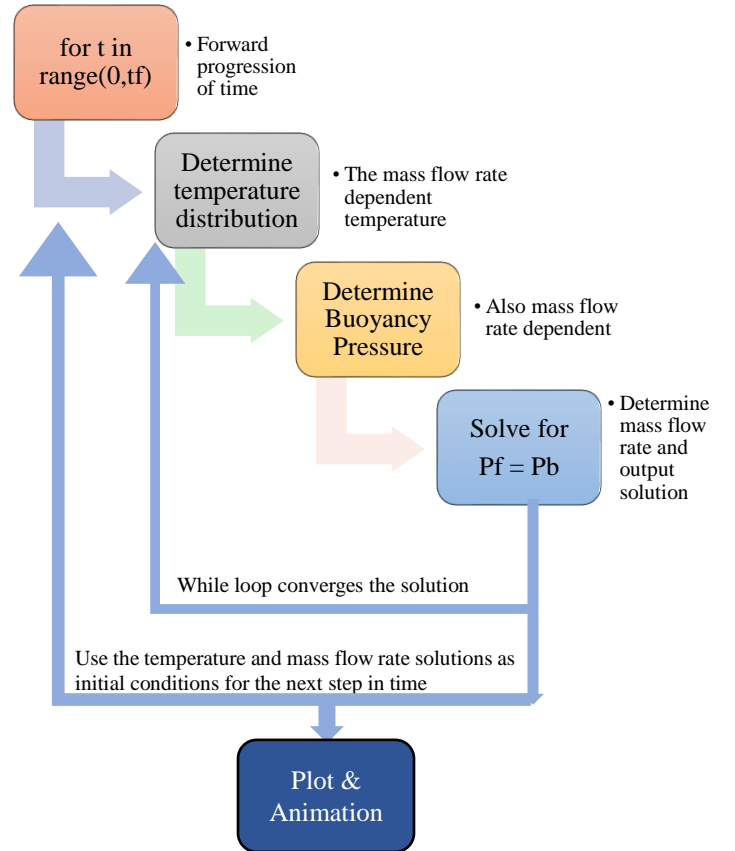 for t in
range(0,tf)
• Forward
progression
of time
Determine
temperature
distribution
• The mass flow rate
dependent
temperature
Determine
Buoyancy
Pressure
• Also mass flow
rate dependent
Solve for
Pf = Pb
• Determine
mass flow
rate and
output
solution
While loop converges the solution
Use the temperature and mass flow rate solutions as
initial conditions for the next step in time
Plot &
Animation